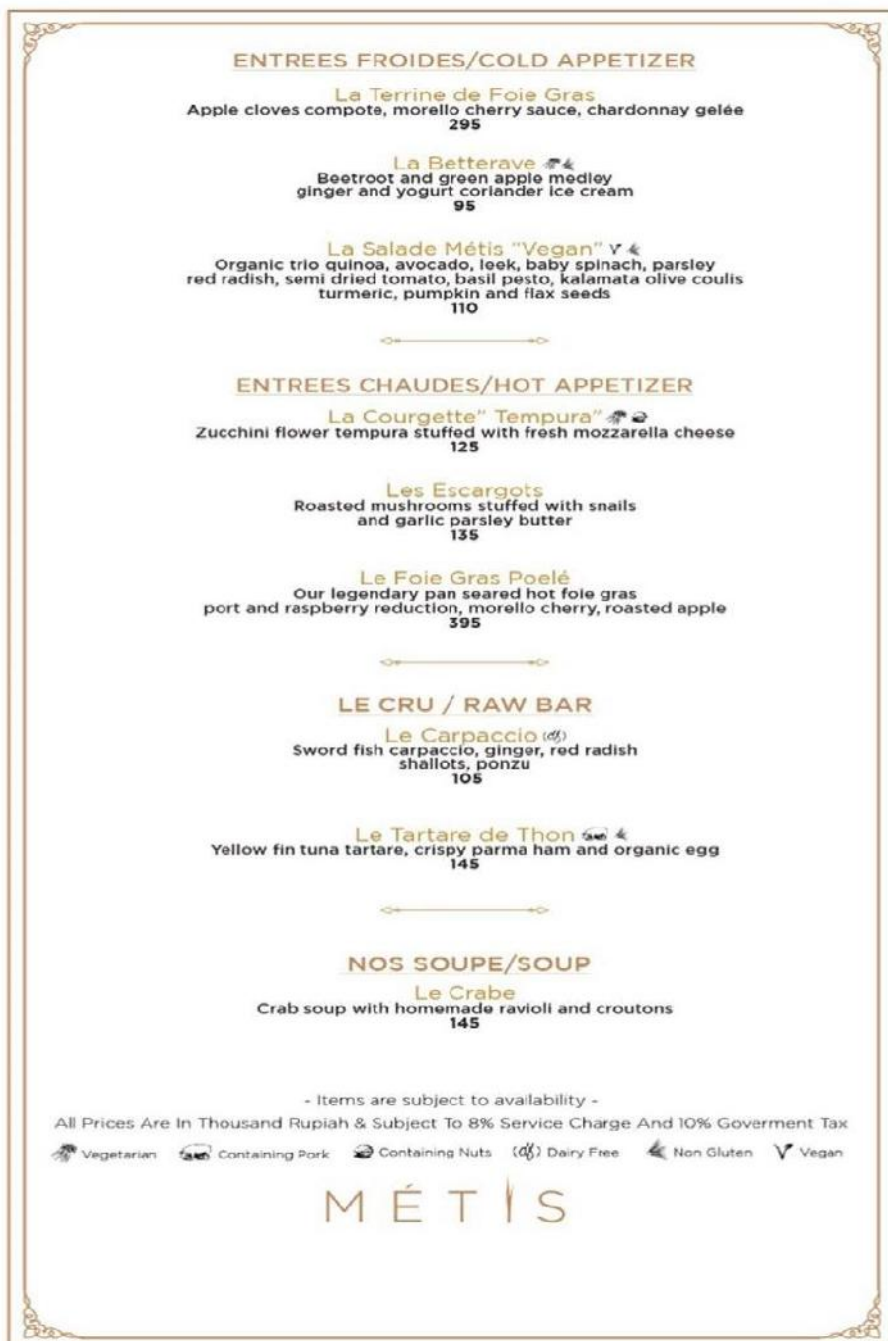 ENTREES FROIDES/COLD APPETIZER
La Terrine de Foie Gras
Apple cloves compote, morello cherry sauce, chardonnay gelée
295
La Betterave
Beetroot and green apple medley
ginger and yogurt coriander ice cream
95
La Salade Métis "Vegan" V
Organic trio quinoa, avocado, leek, baby spinach, parsley
red radish, semi dried tomato, basil pesto, kalamata olive coulis
turmeric, pumpkin and flax seeds
110
ENTREES CHAUDES/HOT APPETIZER
La Courgette" Tempura"
Zucchini flower tempura stuffed with fresh mozzarella cheese
125
Les Escargots
Roasted mushrooms stuffed with snails
and garlic parsley butter
135
Le Foie Gras Poelé
Our legendary pan seared hot foie gras
port and raspberry reduction, morello cherry, roasted apple
395
LE CRU / RAW BAR
Le Carpaccio (df)
Sword fish carpaccio, ginger, red radish
shallots, ponzu
105
Le Tartare de Thon
Yellow fin tuna tartare, crispy parma ham and organic egg
145
NOS SOUPE/SOUP
Le Crabe
Crab soup with homemade ravioli and croutons
145
- Items are subject to availability -
All Prices Are In Thousand Rupiah & Subject To 8% Service Charge And 10% Goverment Tax
Vegetarian Containing Pork Containing Nuts (df) Dairy Free Non Gluten V Vegan
MÉTIS